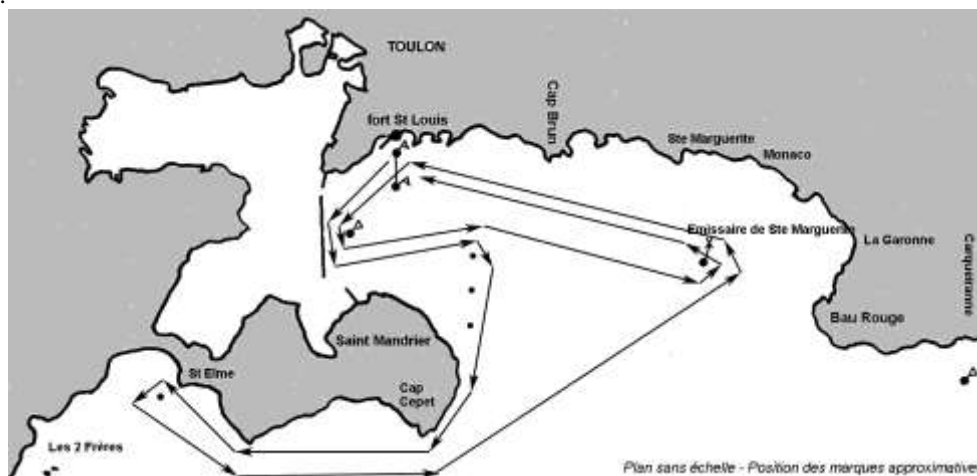 TOULON
fort St Louis
Cap Brun
Ste Marguerite
Monaco
Emissaire de Ste Marguerite
La Garonne
Carqueiranne
Bau Rouge
Saint Mandrier
St Elme
Cap
Cepet
Les 2 Frères
Plan sans échelle - Position des marques approximative